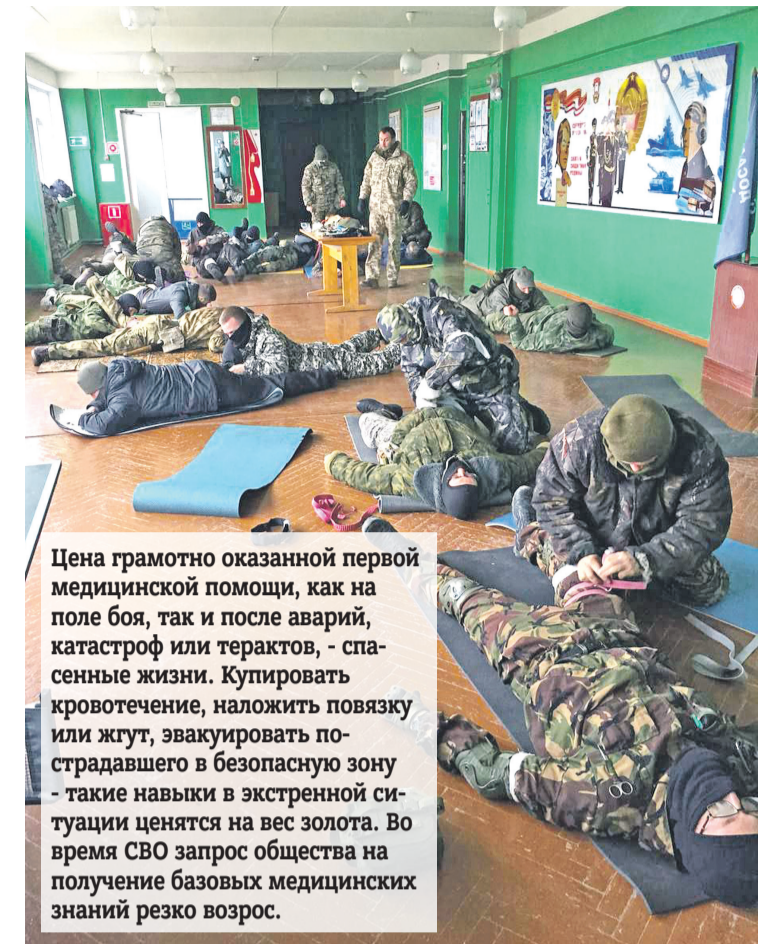 Цена грамотно оказанной первой
медицинской помощи, как на
поле боя, так и после аварий,
катастроф или терактов, - спа-
сенные жизни. Купировать
кровотечение, наложить повязку
или жгут, эвакуировать по-
страдавшего в безопасную зону
- такие навыки в экстренной си-
туации ценятся на вес золота. Во
время СВО запрос общества на
получение базовых медицинских
знаний резко возрос.